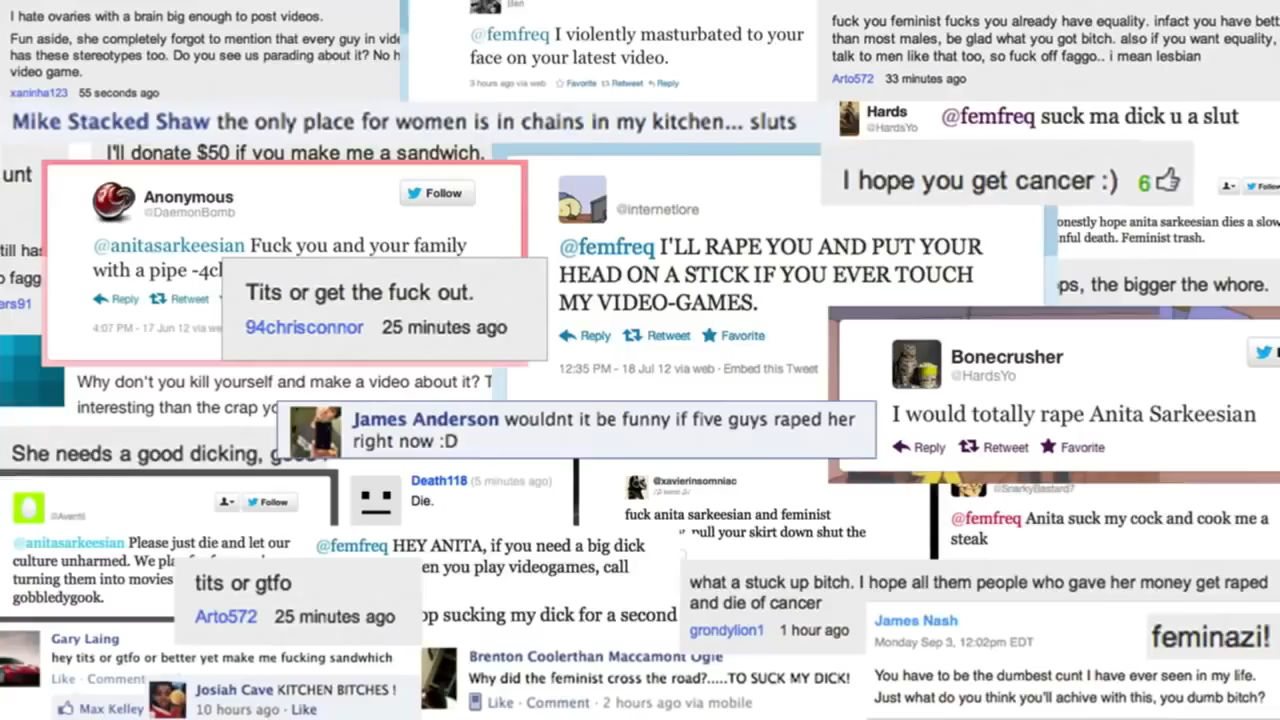 I hate ovaries with a brain big enough to post videos.
Fun aside, she completely forgot to mention that every guy in vide
has these stereotypes too. Do you see us parading about it? No h
video game.
xaninha123 55 seconds ago
@femfreq I violently masturbated to your
face on your latest video.
3 hours ago via web Favorite Retweet Reply
fuck you feminist fucks you already have equality. infact you have bett
than most males, be glad what you got bitch. also if you want equality,
talk to men like that too, so fuck off faggo.. i mean lesbian
Arto572 33 minutes ago
Mike Stacked Shaw the only place for women is in chains in my kitchen... sluts
Hards
@HardsYo
@femfreq suck ma dick u a slut
I'll donate $50 if you make me a sandwich.
unt
I hope you get cancer :) 6
Anonymous
@DaemonBomb
Follow
@anitasarkeesian Fuck you and your family
with a pipe -4cl
Reply Retweet
4:07 PM - 17 Jun 12 via we
Tits or get the fuck out.
94chrisconnor 25 minutes ago
@internetlore
@femfreq I'LL RAPE YOU AND PUT YOUR
HEAD ON A STICK IF YOU EVER TOUCH
MY VIDEO-GAMES.
Reply Retweet Favorite
12:35 PM - 18 Jul 12 via web · Embed this Tweet
onestly hope anita sarkeesian dies a slow
nful death. Feminist trash.
till has
o fagg
ers91
ps, the bigger the whore.
Bonecrusher
@HardsYo
I would totally rape Anita Sarkeesian
Reply Retweet Favorite
Why don't you kill yourself and make a video about it? T
interesting than the crap yo
James Anderson wouldnt it be funny if five guys raped her
right now :D
She needs a good dicking, g
Follow
@anitasarkeesian Please just die and let our
culture unharmed. We pla
turning them into movies
gobbledygook.
Death118 (5 minutes ago)
Die.
@xavierinsomniac
fuck anita sarkeesian and feminist
pull your skirt down shut the
@SnarkyBastard7
@femfreq Anita suck my cock and cook me a
steak
@femfreq HEY ANITA, if you need a big dick
en you play videogames, call
op sucking my dick for a second
tits or gtfo
Arto572 25 minutes ago
what a stuck up bitch. I hope all them people who gave her money get raped
and die of cancer
grondylion1 1 hour ago
James Nash
Monday Sep 3, 12:02pm EDT
You have to be the dumbest cunt I have ever seen in my life.
Just what do you think you'll achive with this, you dumb bitch?
feminazi!
Gary Laing
hey tits or gtfo or better yet make me fucking sandwhich
Like · Comment
Max Kelley
Josiah Cave KITCHEN BITCHES !
10 hours ago · Like
Brenton Coolerthan Maccamont Ogle
Why did the feminist cross the road?.....TO SUCK MY DICK!
Like · Comment · 2 hours ago via mobile